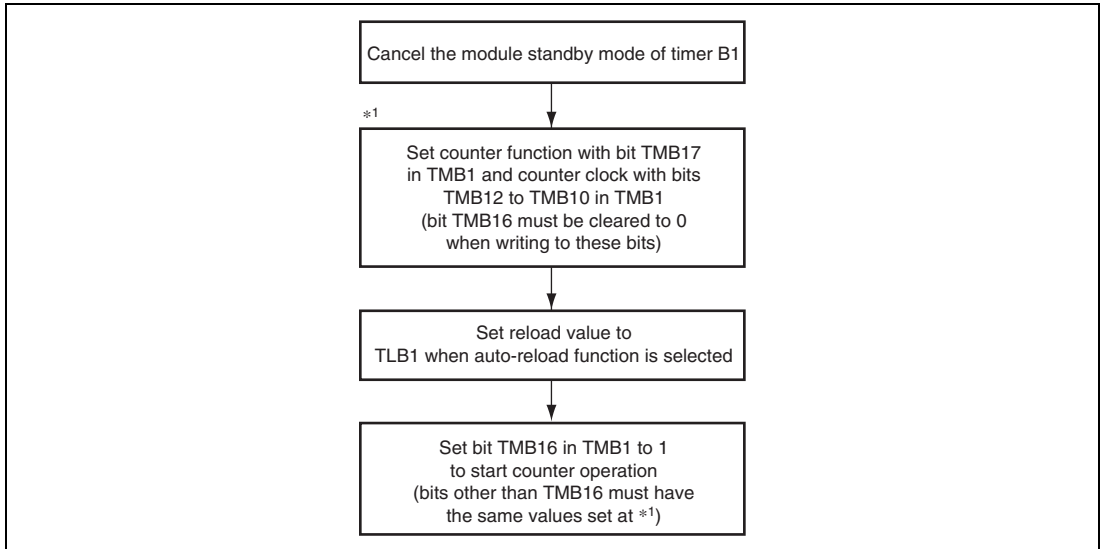 Cancel the module standby mode of timer B1
*1
Set counter function with bit TMB17
in TMB1 and counter clock with bits
TMB12 to TMB10 in TMB1
(bit TMB16 must be cleared to 0
when writing to these bits)
Set reload value to
TLB1 when auto-reload function is selected
Set bit TMB16 in TMB1 to 1
to start counter operation
(bits other than TMB16 must have
the same values set at *1)